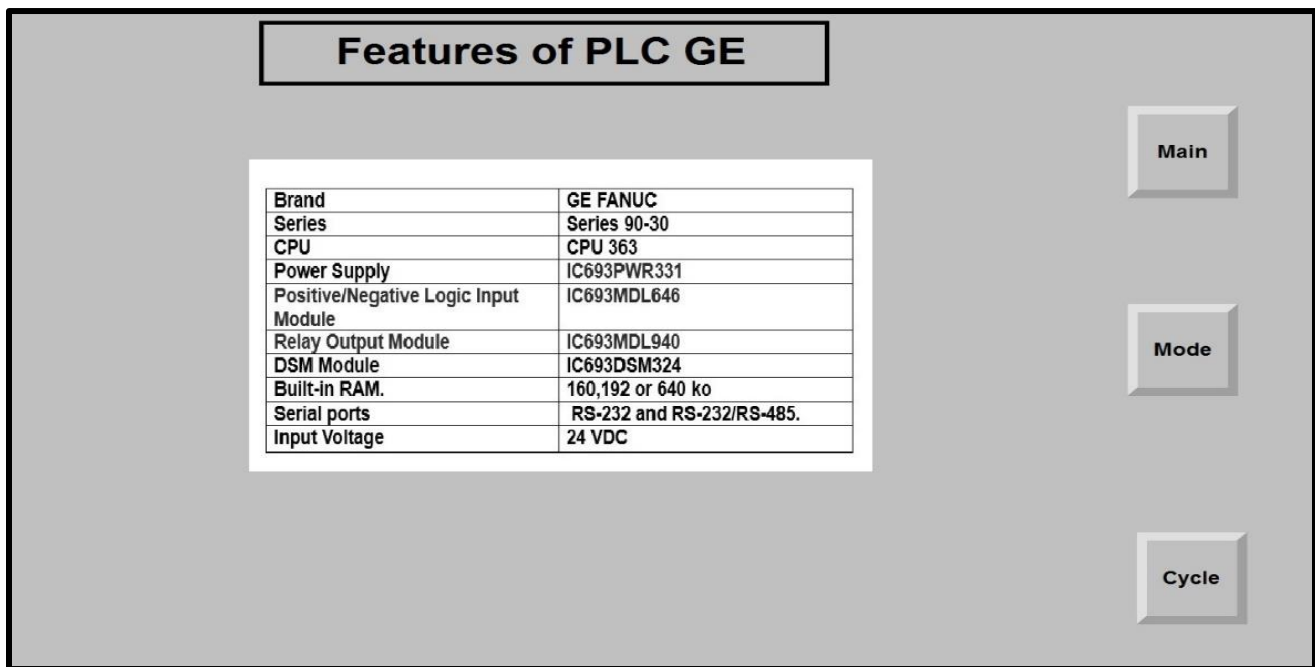 Features of PLC GE
Main
Brand GE FANUC
Series Series 90-30
CPU CPU 363
Power Supply IC693PWR331
Positive/Negative Logic Input IC693MDL646
Module
Relay Output Module IC693MDL940
DSM Module IC693DSM324
Built-in RAM. 160,192 or 640 ko
Serial ports RS-232 and RS-232/RS-485.
Input Voltage 24 VDC
Mode
Cycle